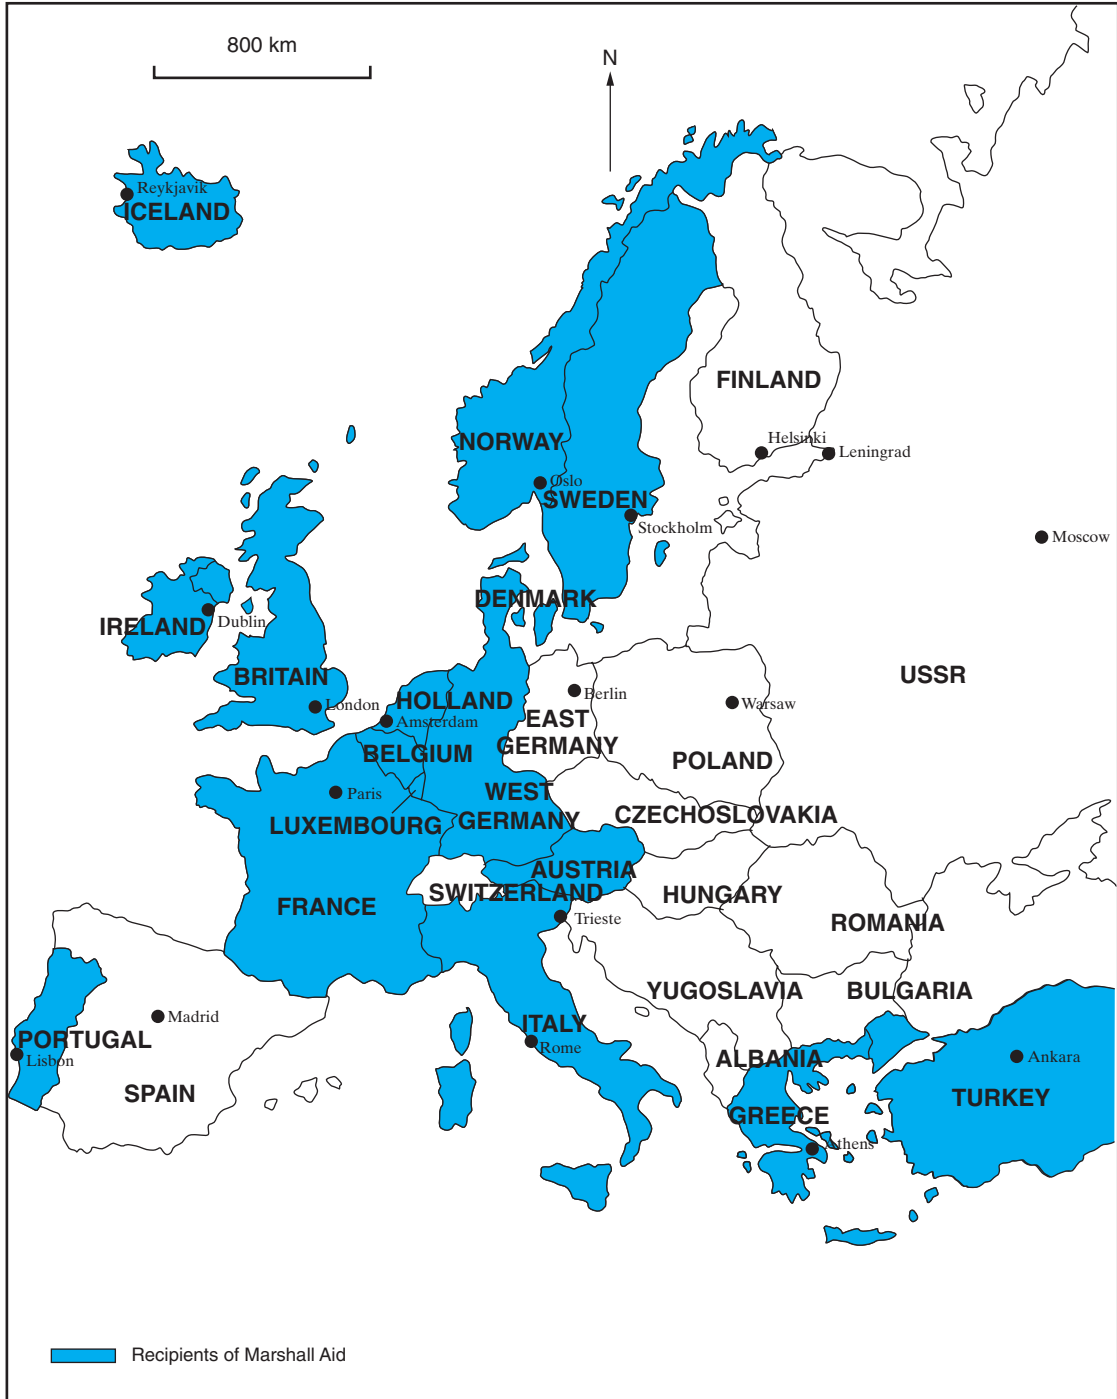 800 km
N
Reykjavik
ICELAND
FINLAND
NORWAY
Helsinki
Leningrad
Oslo
SWEDEN
Stockholm
Moscow
DENMARK
IRELAND
Dublin
BRITAIN
USSR
HOLLAND
Berlin
London
Amsterdam
Warsaw
EAST
GERMANY
BELGIUM
POLAND
Paris
WEST
GERMANY
LUXEMBOURG
CZECHOSLOVAKIA
AUSTRIA
SWITZERLAND
HUNGARY
FRANCE
Trieste
ROMANIA
YUGOSLAVIA
BULGARIA
Madrid
ITALY
PORTUGAL
Rome
Lisbon
ALBANIA
Ankara
SPAIN
TURKEY
GREECE
Athens
Recipients of Marshall Aid